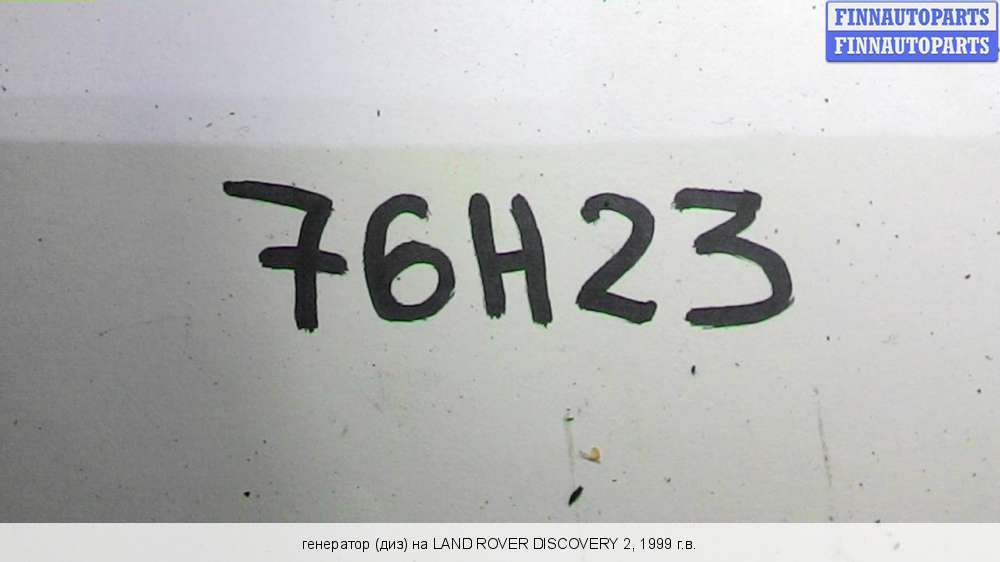 FINNAUTOPARTS
FINNAUTOPARTS
76H23
генератор (диз) на LAND ROVER DISCOVERY 2, 1999 г.в.